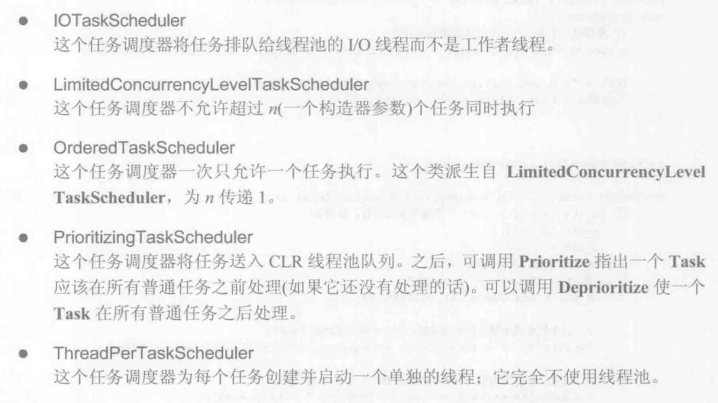 ● IOTaskScheduler
这个任务调度器将任务排队给线程池的 I/O 线程而不是工作者线程。
● LimitedConcurrencyLevelTaskScheduler
这个任务调度器不允许超过 n(一个构造器参数)个任务同时执行
● OrderedTaskScheduler
这个任务调度器一次只允许一个任务执行。这个类派生自 LimitedConcurrencyLevel
TaskScheduler，为 n 传递 1。
● PrioritizingTaskScheduler
这个任务调度器将任务送入 CLR 线程池队列。之后，可调用 Prioritize 指出一个 Task
应该在所有普通任务之前处理(如果它还没有处理的话)。可以调用 Deprioritize 使一个
Task 在所有普通任务之后处理。
● ThreadPerTaskScheduler
这个任务调度器为每个任务创建并启动一个单独的线程；它完全不使用线程池。